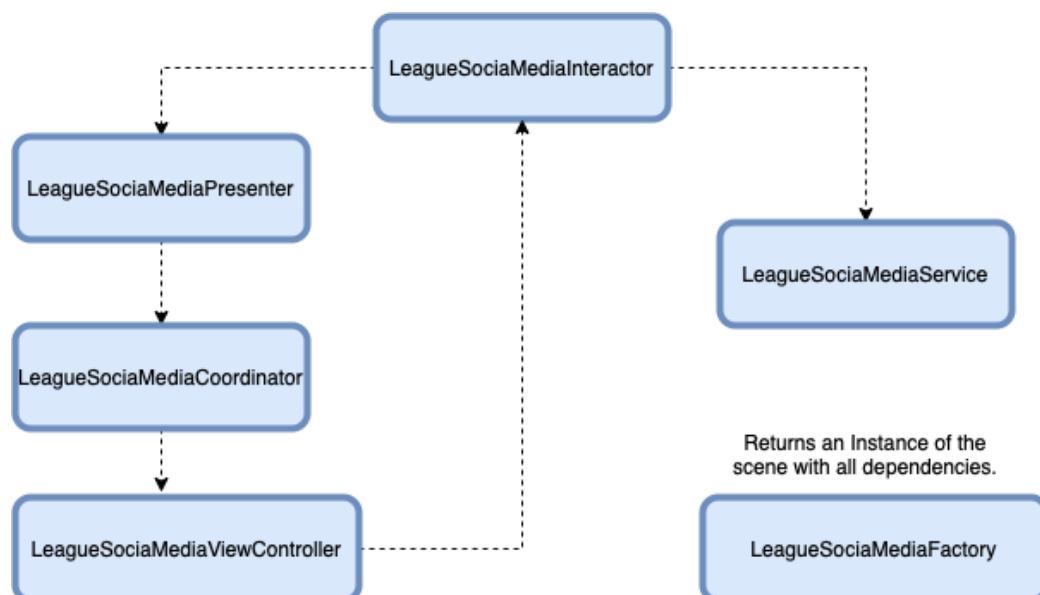 LeagueSociaMediaInteractor
LeagueSociaMediaPresenter
LeagueSociaMediaService
LeagueSociaMediaCoordinator
Returns an Instance of the
scene with all dependencies.
LeagueSociaMediaViewController
LeagueSociaMediaFactory